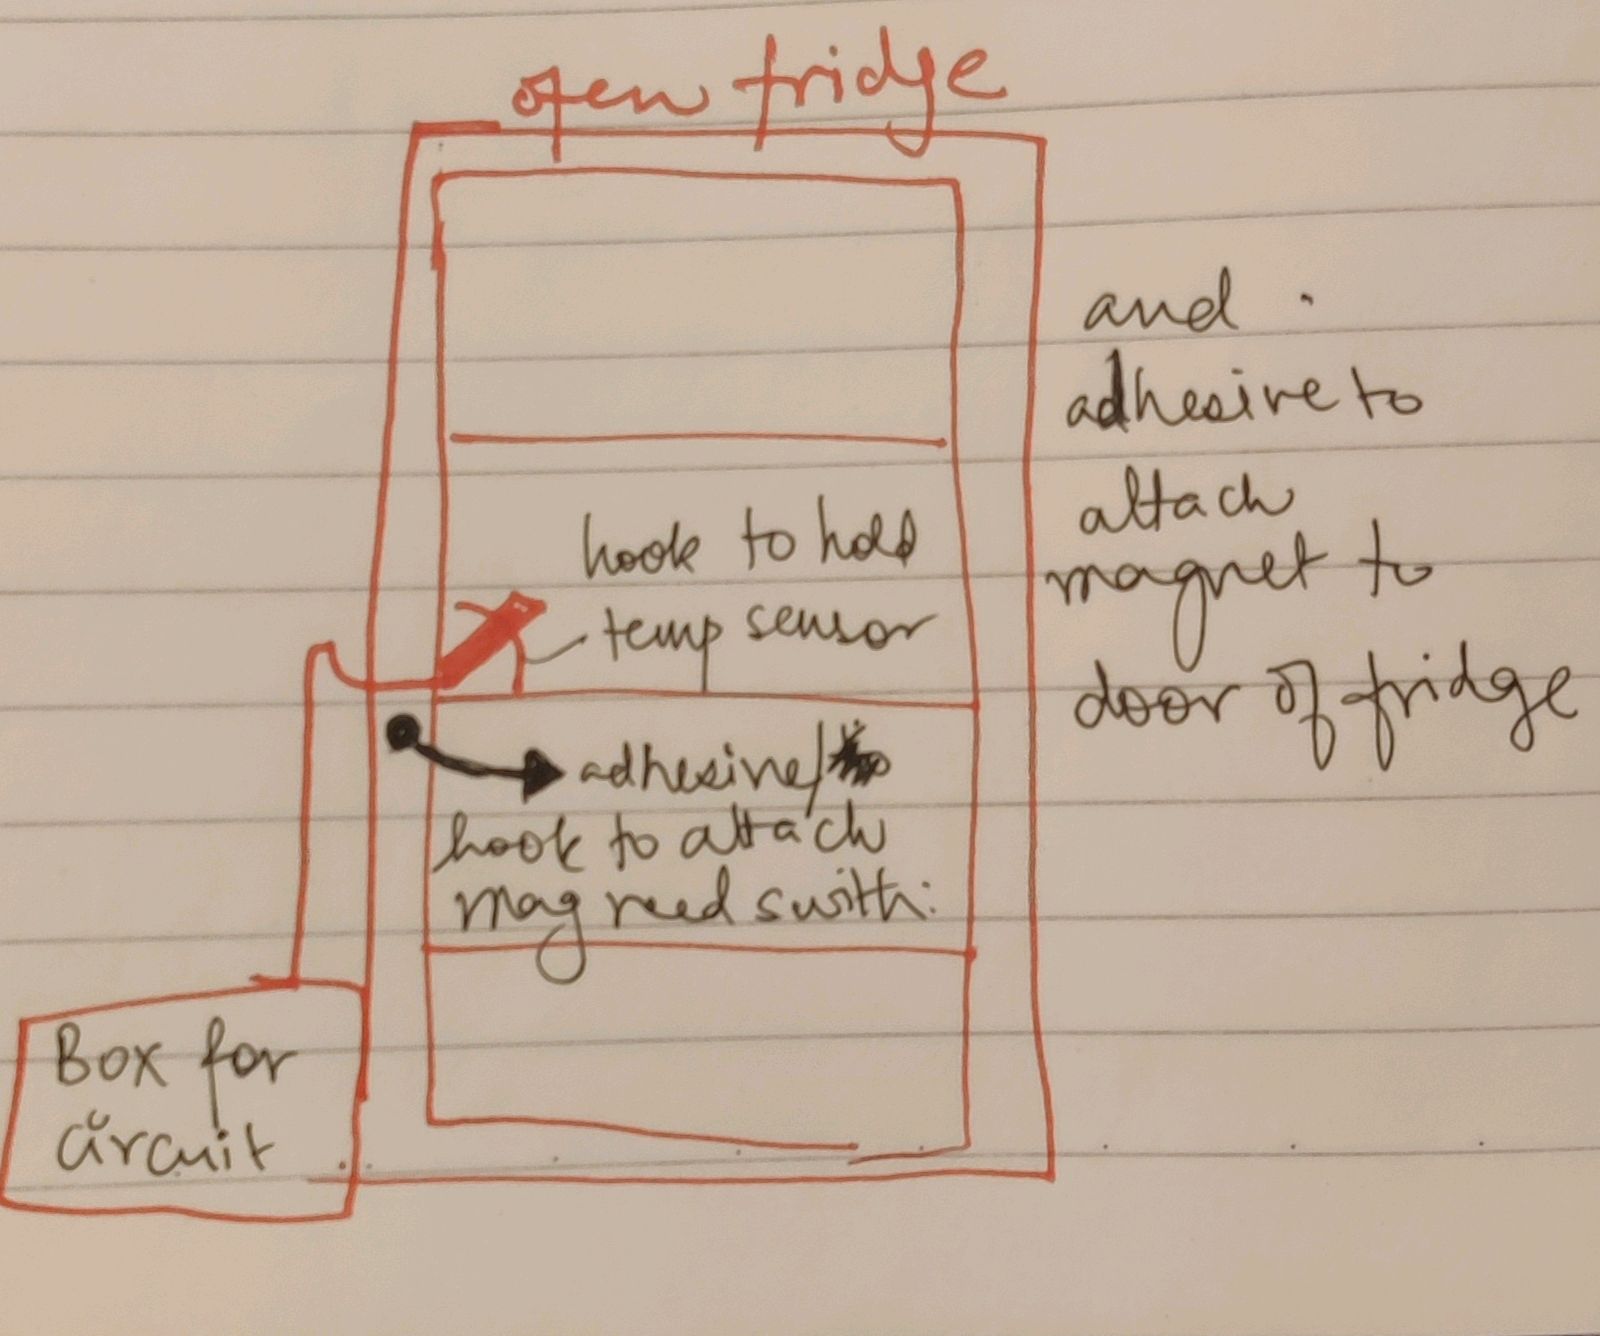 open fridge
hook to hold
temp sensor
adhesive/
hook to attach
mag reed swith:
Box for
circuit
and
adhesive to
attach
magnet to
door of fridge